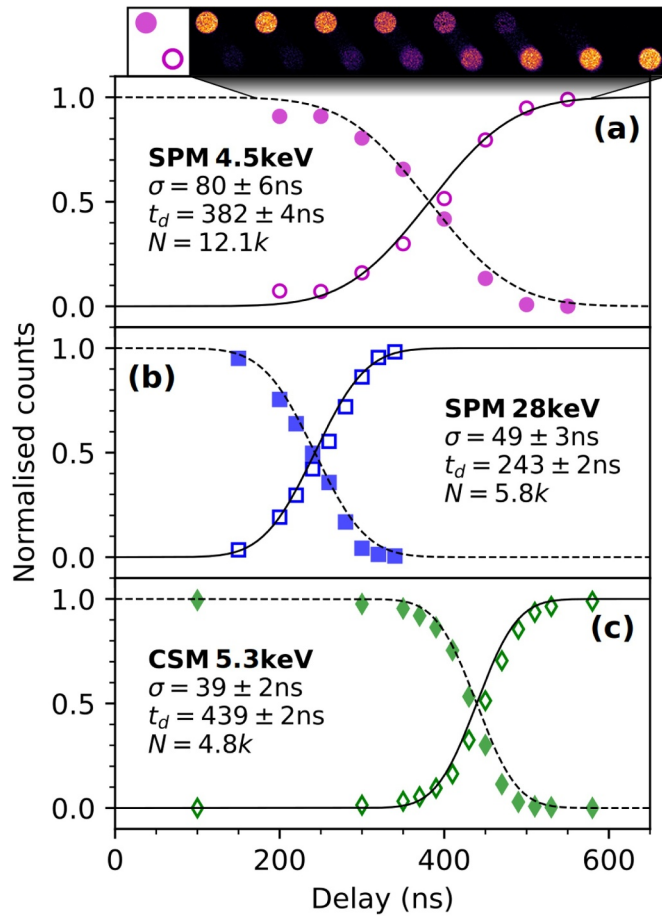 1.0
0.5
0.0
(a)
SPM 4.5keV
σ = 80 ± 6ns
t_d = 382 ± 4ns
N = 12.1k
1.0
0.5
0.0
(b)
SPM 28keV
σ = 49 ± 3ns
t_d = 243 ± 2ns
N = 5.8k
1.0
0.5
0.0
(c)
CSM 5.3keV
σ = 39 ± 2ns
t_d = 439 ± 2ns
N = 4.8k
Normalised counts
0 200 400 600
Delay (ns)